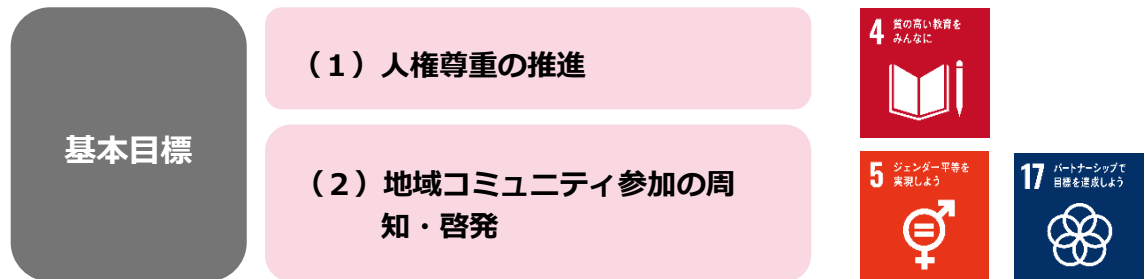 基本目標
(1)人権尊重の推進
(2)地域コミュニティ参加の周
知・啓発
4 質の高い教育を
みんなに
5 ジェンダー平等を
実現しよう
17 パートナーシップで
目標を達成しよう